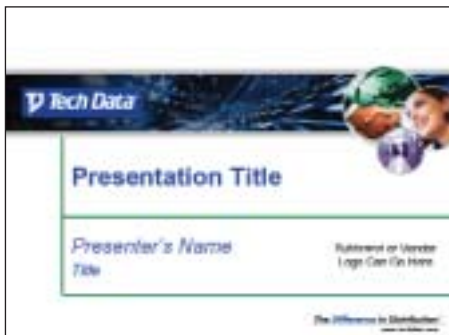 Tech Data
Presentation Title
Presenter's Name
Title
Subbrand or Vendor
Logo Can Go Here
The Difference in Distribution